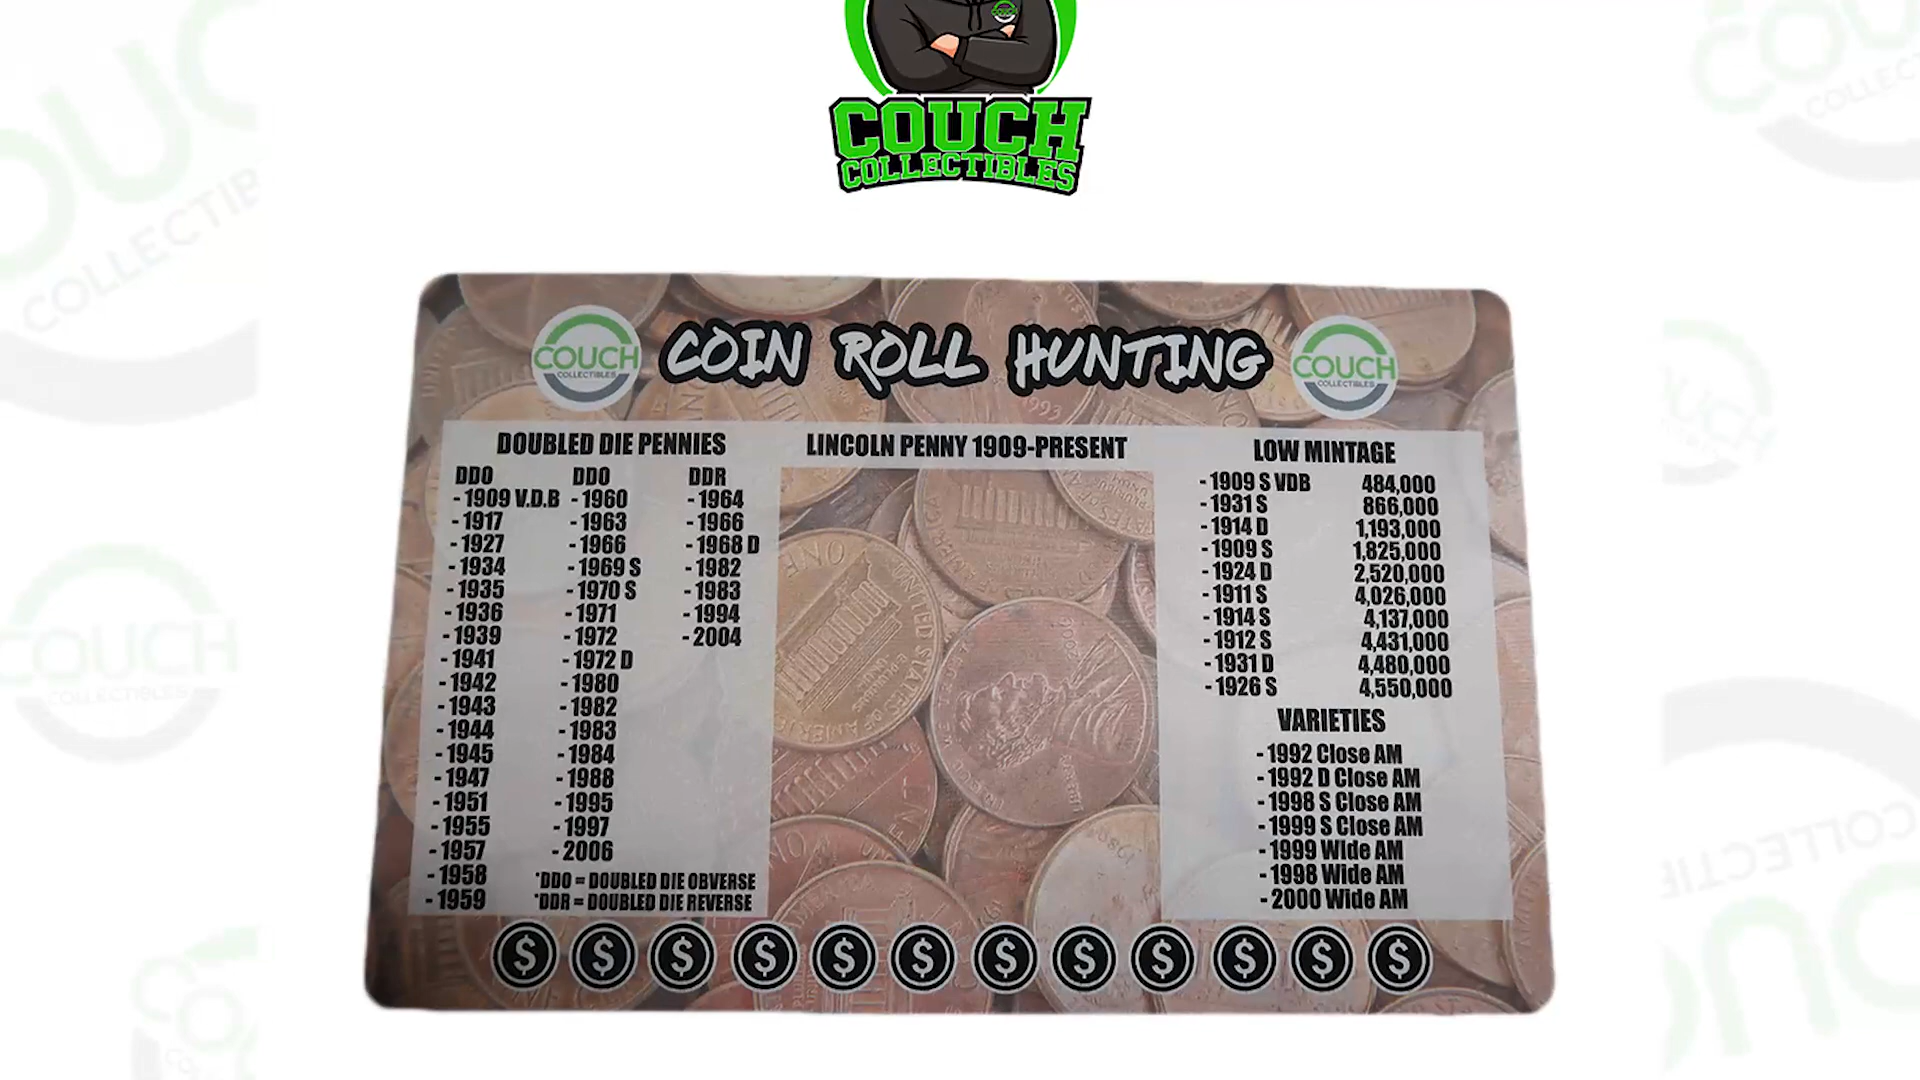 COUCH
COLLECTIBLES
COUCH
COLLECTIBLES
COIN ROLL HUNTING
COUCH
COLLECTIBLES
DOUBLED DIE PENNIES
DDO
- 1909 V.D.B
- 1917
- 1927
- 1934
- 1935
- 1936
- 1939
- 1941
- 1942
- 1943
- 1944
- 1945
- 1947
- 1951
- 1955
- 1957
- 1958
- 1959
DDO
- 1960
- 1963
- 1966
- 1969 S
- 1970 S
- 1971
- 1972
- 1972 D
- 1980
- 1982
- 1983
- 1984
- 1988
- 1995
- 1997
- 2006
DDR
- 1964
- 1966
- 1968 D
- 1982
- 1983
- 1994
- 2004
*DDO = DOUBLED DIE OBVERSE
*DDR = DOUBLED DIE REVERSE
LINCOLN PENNY 1909-PRESENT
LOW MINTAGE
- 1909 S VDB 484,000
- 1931 S 866,000
- 1914 D 1,193,000
- 1909 S 1,825,000
- 1924 D 2,520,000
- 1911 S 4,026,000
- 1914 S 4,137,000
- 1912 S 4,431,000
- 1931 D 4,480,000
- 1926 S 4,550,000
VARIETIES
- 1992 Close AM
- 1992 D Close AM
- 1998 S Close AM
- 1999 S Close AM
- 1999 Wide AM
- 1998 Wide AM
- 2000 Wide AM
$ $ $ $ $ $ $ $ $ $ $ $
COUCH
COLLECTIBLES